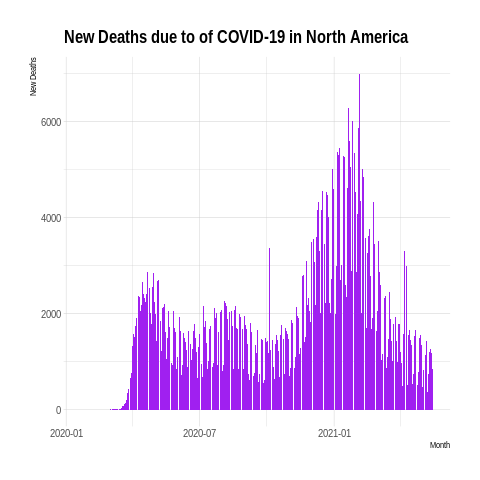 New Deaths due to of COVID-19 in North America
New Deaths
6000
4000
2000
0
2020-01
2020-07
2021-01
Month